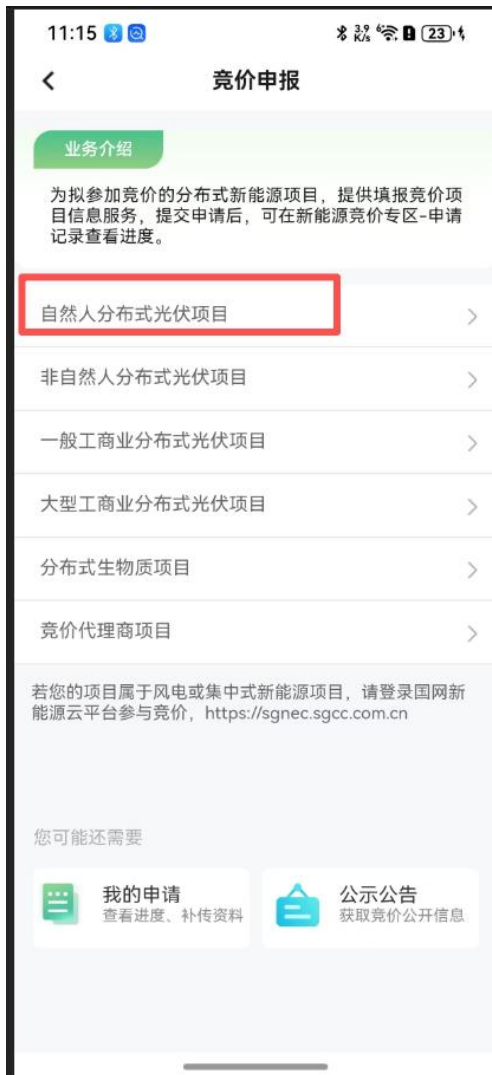 11:15
3.9 K/s 6 23
竞价申报
业务介绍
为拟参加竞价的分布式新能源项目，提供填报竞价项
目信息服务，提交申请后，可在新能源竞价专区-申请
记录查看进度。
自然人分布式光伏项目
非自然人分布式光伏项目
一般工商业分布式光伏项目
大型工商业分布式光伏项目
分布式生物质项目
竞价代理商项目
若您的项目属于风电或集中式新能源项目，请登录国网新
能源云平台参与竞价，https://sgnec.sgcc.com.cn
您可能还需要
我的申请
查看进度、补传资料
公示公告
获取竞价公开信息